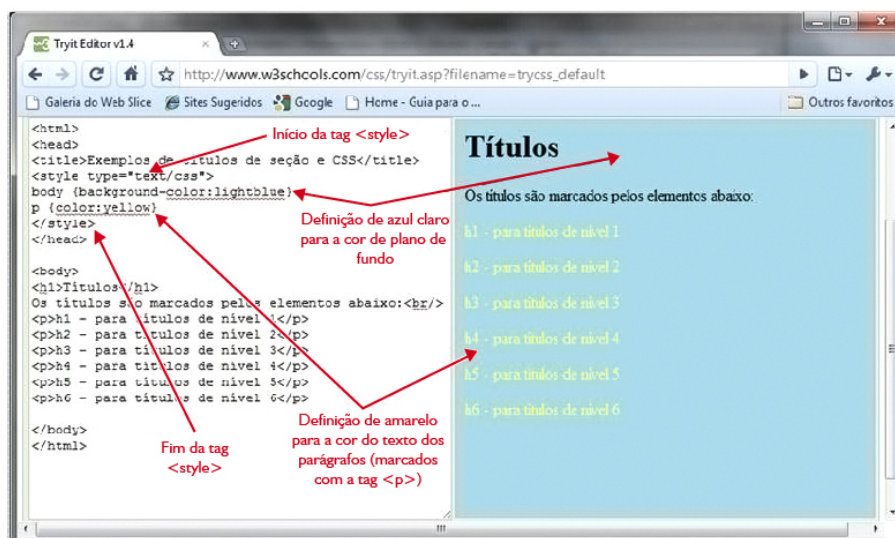 Tryit Editor v1.4
http://www.w3schools.com/css/tryit.asp?filename=trycss_default
Galeria do Web Slice
Sites Sugeridos
Google
Home - Guia para o ...
Outros favoritos
<html>
<head>
<title>Exemplos de títulos de seção e CSS</title>
<style type="text/css">
body {background-color:lightblue}
p {color:yellow}
</style>
</head>
<body>
<h1>Títulos</h1>
Os títulos são marcados pelos elementos abaixo:<br/>
<p>h1 - para títulos de nível 1</p>
<p>h2 - para títulos de nível 2</p>
<p>h3 - para títulos de nível 3</p>
<p>h4 - para títulos de nível 4</p>
<p>h5 - para títulos de nível 5</p>
<p>h6 - para títulos de nível 6</p>
</body>
</html>
Início da tag <style>
Definição de azul claro
para a cor de plano de
fundo
Definição de amarelo
para a cor do texto dos
parágrafos (marcados
com a tag <p>)
Fim da tag
<style>
Títulos
Os títulos são marcados pelos elementos abaixo:
h1 - para títulos de nível 1
h2 - para títulos de nível 2
h3 - para títulos de nível 3
h4 - para títulos de nível 4
h5 - para títulos de nível 5
h6 - para títulos de nível 6